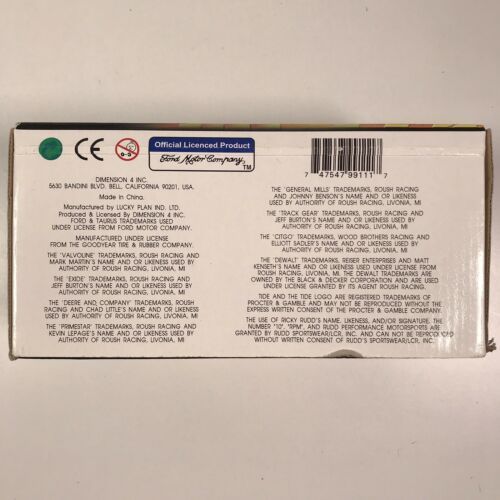 CE
0-3
Official Licenced Product
Ford Motor Company
TM
7 47547 99111 7
DIMENSION 4 INC.
5630 BANDINI BLVD. BELL, CALIFORNIA 90201, USA.
Made in China.
Manufactured by LUCKY PLAN IND. LTD.
Produced & Licensed by DIMENSION 4 INC.
FORD & TAURUS TRADEMARKS USED
UNDER LICENSE FROM FORD MOTOR COMPANY.
MANUFACTURED UNDER LICENSE
FROM THE GOODYEAR TIRE & RUBBER COMPANY.
THE 'VALVOLINE' TRADEMARKS, ROUSH RACING AND
MARK MARTIN'S NAME AND OR LIKENESS USED BY
AUTHORITY OF ROUSH RACING, LIVONIA, MI
THE 'EXIDE' TRADEMARKS, ROUSH RACING AND
JEFF BURTON'S NAME AND OR LIKENESS USED BY
AUTHORITY OF ROUSH RACING, LIVONIA, MI
THE 'DEERE AND COMPANY' TRADEMARKS, ROUSH
RACING AND CHAD LITTLE'S NAME AND OR LIKENESS USED
BY AUTHORITY OF ROUSH RACING, LIVONIA, MI
THE 'PRIMESTAR' TRADEMARKS, ROUSH RACING AND
KEVIN LEPAGE'S NAME AND OR LIKENESS USED BY
AUTHORITY OF ROUSH RACING, LIVONIA, MI
THE 'GENERAL MILLS' TRADEMARKS, ROUSH RACING
AND JOHNNY BENSON'S NAME AND OR LIKENESS
USED BY AUTHORITY OF ROUSH RACING, LIVONIA, MI
THE 'TRACK GEAR' TRADEMARKS, ROUSH RACING AND
JEFF BURTON'S NAME AND OR LIKENESS USED BY
AUTHORITY OF ROUSH RACING, LIVONIA, MI
THE 'CITGO' TRADEMARKS, WOOD BROTHERS RACING AND
ELLIOTT SADLER'S NAME AND OR LIKENESS USED BY
AUTHORITY OF ROUSH RACING, LIVONIA, MI
THE 'DEWALT' TRADEMARKS, REISER ENTERPRISES AND MATT
KENSETH'S NAME AND OR LIKENESS USED UNDER LICENSE FROM
ROUSH RACING, LIVONIA, MI. THE DEWALT TRADEMARKS ARE
OWNED BY THE BLACK & DECKER CORPORATION AND ARE USED
UNDER LICENSE GRANTED BY ITS AGENT ROUSH RACING.
TIDE AND THE TIDE LOGO ARE REGISTERED TRADEMARKS OF
PROCTER & GAMBLE AND MAY NOT BE REPRODUCED WITHOUT THE
EXPRESS WRITTEN CONSENT OF THE PROCTER & GAMBLE COMPANY.
THE USE OF RICKY RUDD'S NAME, LIKENESS, AND/OR SIGNATURE, THE
NUMBER "10", "RPM", AND RUDD PERFORMANCE MOTORSPORTS ARE
GRANTED BY RUDD SPORTSWEAR/LCR, INC. AND CAN NOT BE REPRODUCED
WITHOUT WRITTEN CONSENT OF RUDD'S SPORTSWEAR/LCR, INC.